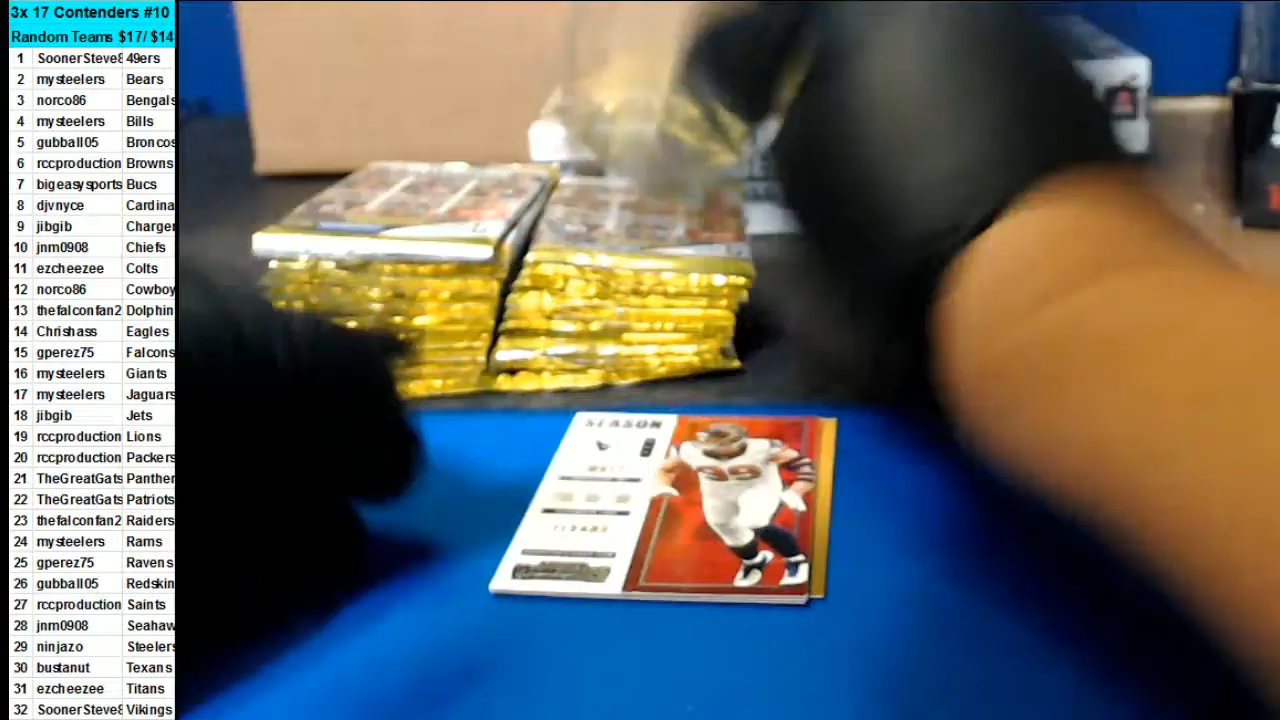 3x 17 Contenders #10
Random Teams $17/ $14
1 SoonerSteve8 49ers
2 mysteelers Bears
3 norco86 Bengals
4 mysteelers Bills
5 gubball05 Broncos
6 rccproduction Browns
7 bigeasysports Bucs
8 djvnyce Cardina
9 jibgib Charger
10 jnm0908 Chiefs
11 ezcheezee Colts
12 norco86 Cowboy
13 thefalconfan2 Dolphin
14 Chrishass Eagles
15 gperez75 Falcons
16 mysteelers Giants
17 mysteelers Jaguars
18 jibgib Jets
19 rccproduction Lions
20 rccproduction Packers
21 TheGreatGats Panther
22 TheGreatGats Patriots
23 thefalconfan2 Raiders
24 mysteelers Rams
25 gperez75 Ravens
26 gubball05 Redskin
27 rccproduction Saints
28 jnm0908 Seahaw
29 ninjazo Steelers
30 bustanut Texans
31 ezcheezee Titans
32 SoonerSteve8 Vikings
SEASON
99